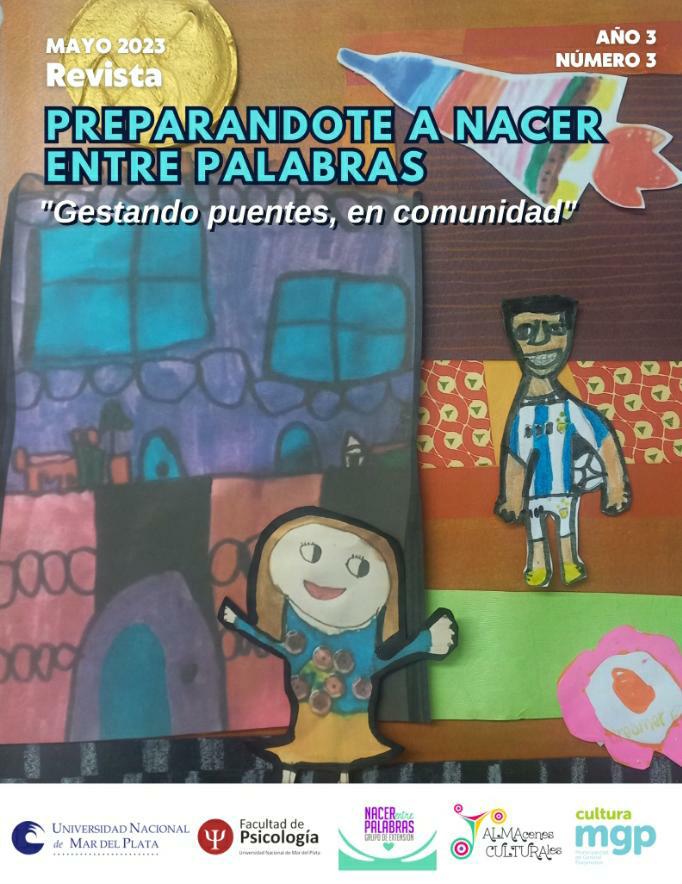 MAYO 2023
Revista
AÑO 3
NÚMERO 3
PREPARANDOTE A NACER
ENTRE PALABRAS
"Gestando puentes, en comunidad"
UNIVERSIDAD NACIONAL
de MAR DEL PLATA
Facultad de
Psicología
Universidad Nacional de Mar del Plata
NACER entre
PALABRAS
GRUPO DE EXTENSIÓN
ALMAcenes
CULTURAles
cultura
mgp